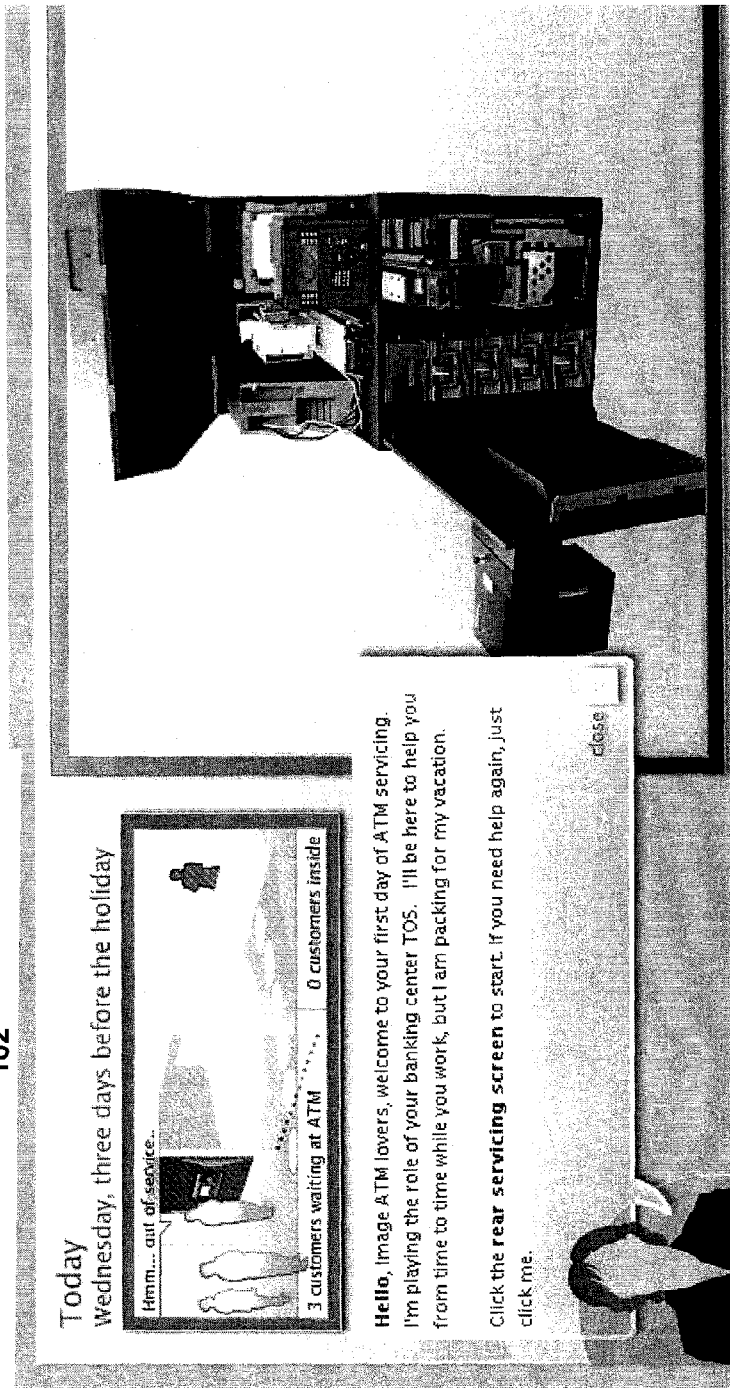 Today
Wednesday, three days before the holiday
Hmm... out of service..
3 customers waiting at ATM
0 customers inside
Hello, Image ATM lovers, welcome to your first day of ATM servicing.
I'm playing the role of your banking center TOS. I'll be here to help you
from time to time while you work, but I am packing for my vacation.
Click the rear servicing screen to start. If you need help again, just
click me.
close